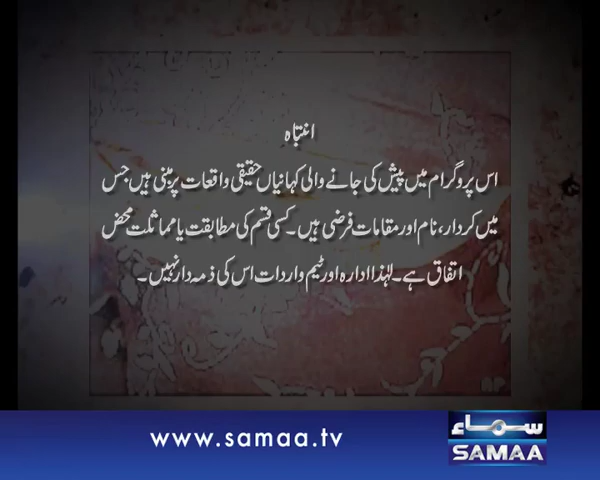 انتباہ
اس پروگرام میں پیش کی جانے والی کہانیاں حقیقی واقعات پر مبنی ہیں جس
میں کردار، نام اور مقامات فرضی ہیں۔ کسی قسم کی مطابقت یا مماثلت محض
اتفاق ہے۔ لہٰذا ادارہ اور ٹیم واردات اس کی ذمہ دار نہیں۔
www.samaa.tv
سماء
SAMAA